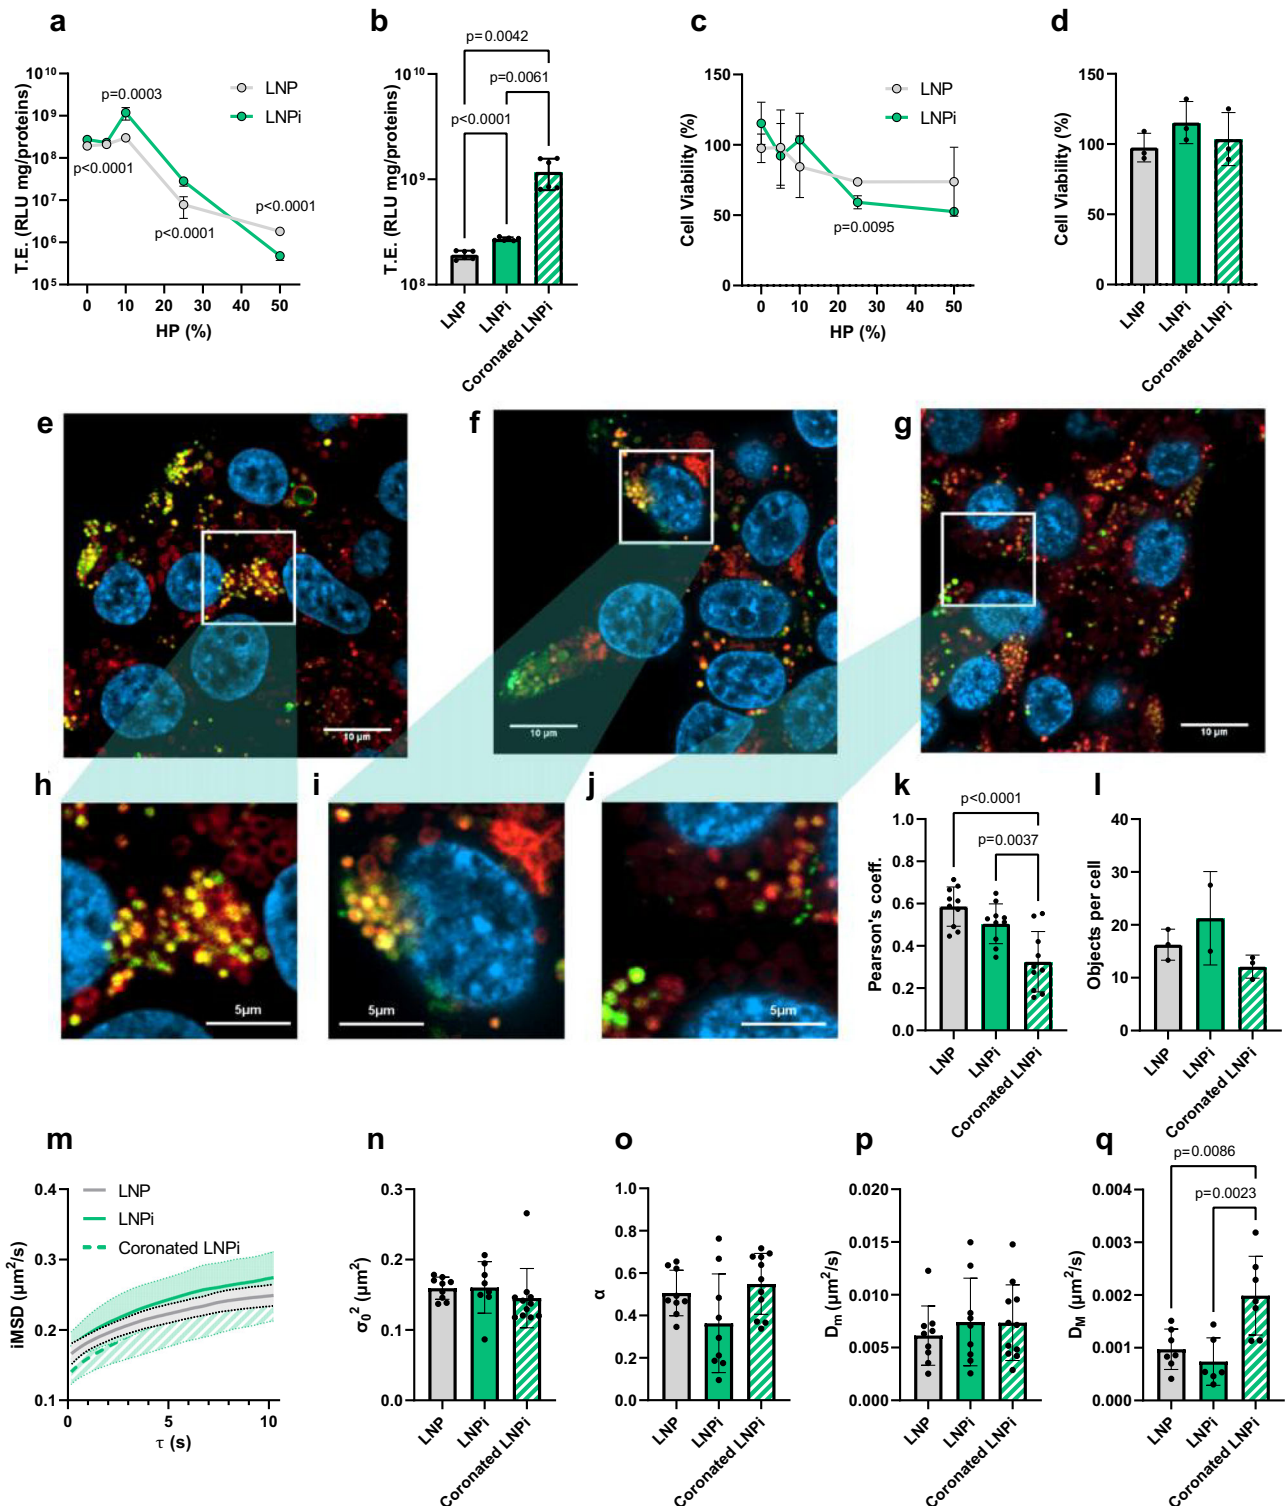 a
T.E. (RLU mg/proteins)
10¹⁰
10⁹
10⁸
10⁷
10⁶
10⁵
p=0.0003
p<0.0001
p<0.0001
p<0.0001
LNP
LNPi
0 10 20 30 40 50
HP (%)
b
T.E. (RLU mg/proteins)
10¹⁰
10⁹
10⁸
p=0.0042
p=0.0061
p<0.0001
LNP
LNPi
Coronated LNPi
c
Cell Viability (%)
150
100
50
0
LNP
LNPi
p=0.0095
0 10 20 30 40 50
HP (%)
d
Cell Viability (%)
150
100
50
0
LNP
LNPi
Coronated LNPi
e
10 µm
f
10 µm
g
10 µm
h
5µm
i
5µm
j
5µm
k
Pearson's coeff.
1.0
0.8
0.6
0.4
0.2
0.0
p<0.0001
p=0.0037
LNP
LNPi
Coronated LNPi
l
Objects per cell
40
30
20
10
0
LNP
LNPi
Coronated LNPi
m
iMSD (µm²/s)
0.4
0.3
0.2
0.1
LNP
LNPi
Coronated LNPi
0 5 10
τ (s)
n
σ₀² (µm²)
0.3
0.2
0.1
0.0
LNP
LNPi
Coronated LNPi
o
α
1.0
0.8
0.6
0.4
0.2
0.0
LNP
LNPi
Coronated LNPi
p
Dm (µm²/s)
0.020
0.015
0.010
0.005
0.000
LNP
LNPi
Coronated LNPi
q
DM (µm²/s)
0.004
0.003
0.002
0.001
0.000
p=0.0086
p=0.0023
LNP
LNPi
Coronated LNPi